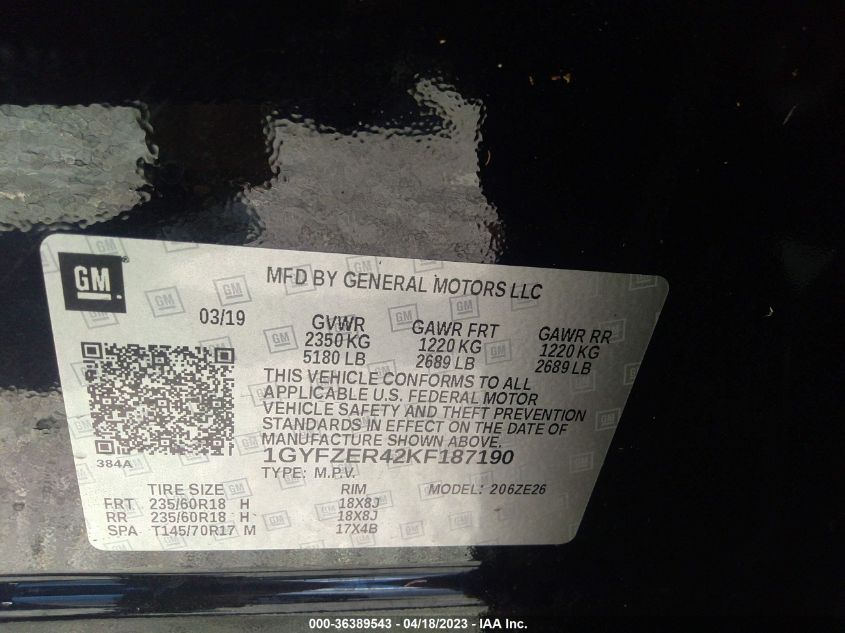 GM
MFD BY GENERAL MOTORS LLC
03/19
GVWR
2350 KG
5180 LB
GAWR FRT
1220 KG
2689 LB
GAWR RR
1220 KG
2689 LB
THIS VEHICLE CONFORMS TO ALL
APPLICABLE U.S. FEDERAL MOTOR
VEHICLE SAFETY AND THEFT PREVENTION
STANDARDS IN EFFECT ON THE DATE OF
MANUFACTURE SHOWN ABOVE.
1GYFZER42KF187190
384A
TYPE: M.P.V.
TIRE SIZE RIM MODEL: 206ZE26
FRT 235/60R18 H 18X8J
RR 235/60R18 H 18X8J
SPA T145/70R17 M 17X4B
000-36389543 - 04/18/2023 - © IAA Inc.